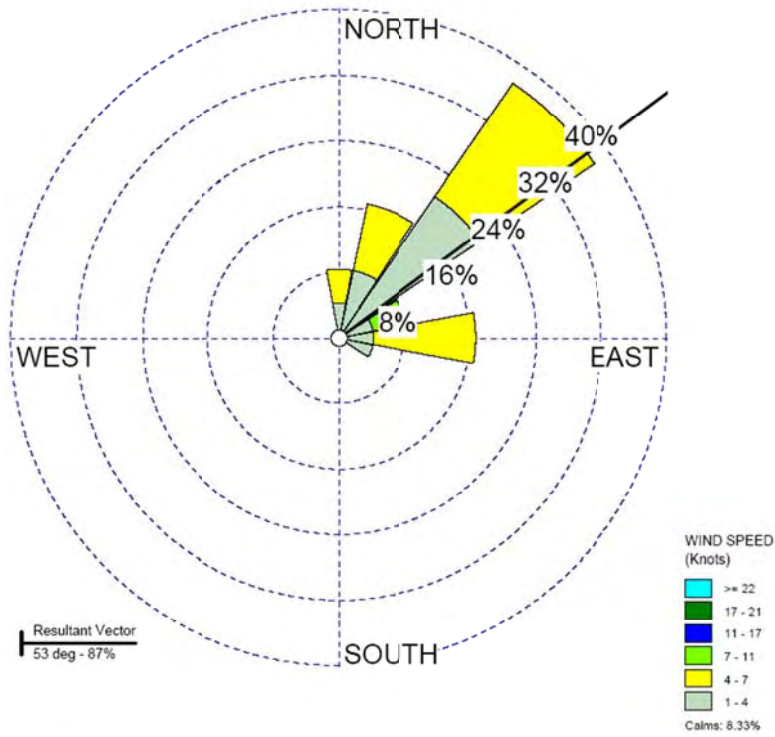 NORTH
40%
32%
24%
16%
8%
WEST
EAST
SOUTH
Resultant Vector
53 deg - 87%
WIND SPEED
(Knots)
>= 22
17 - 21
11 - 17
7 - 11
4 - 7
1 - 4
Calms: 8.33%